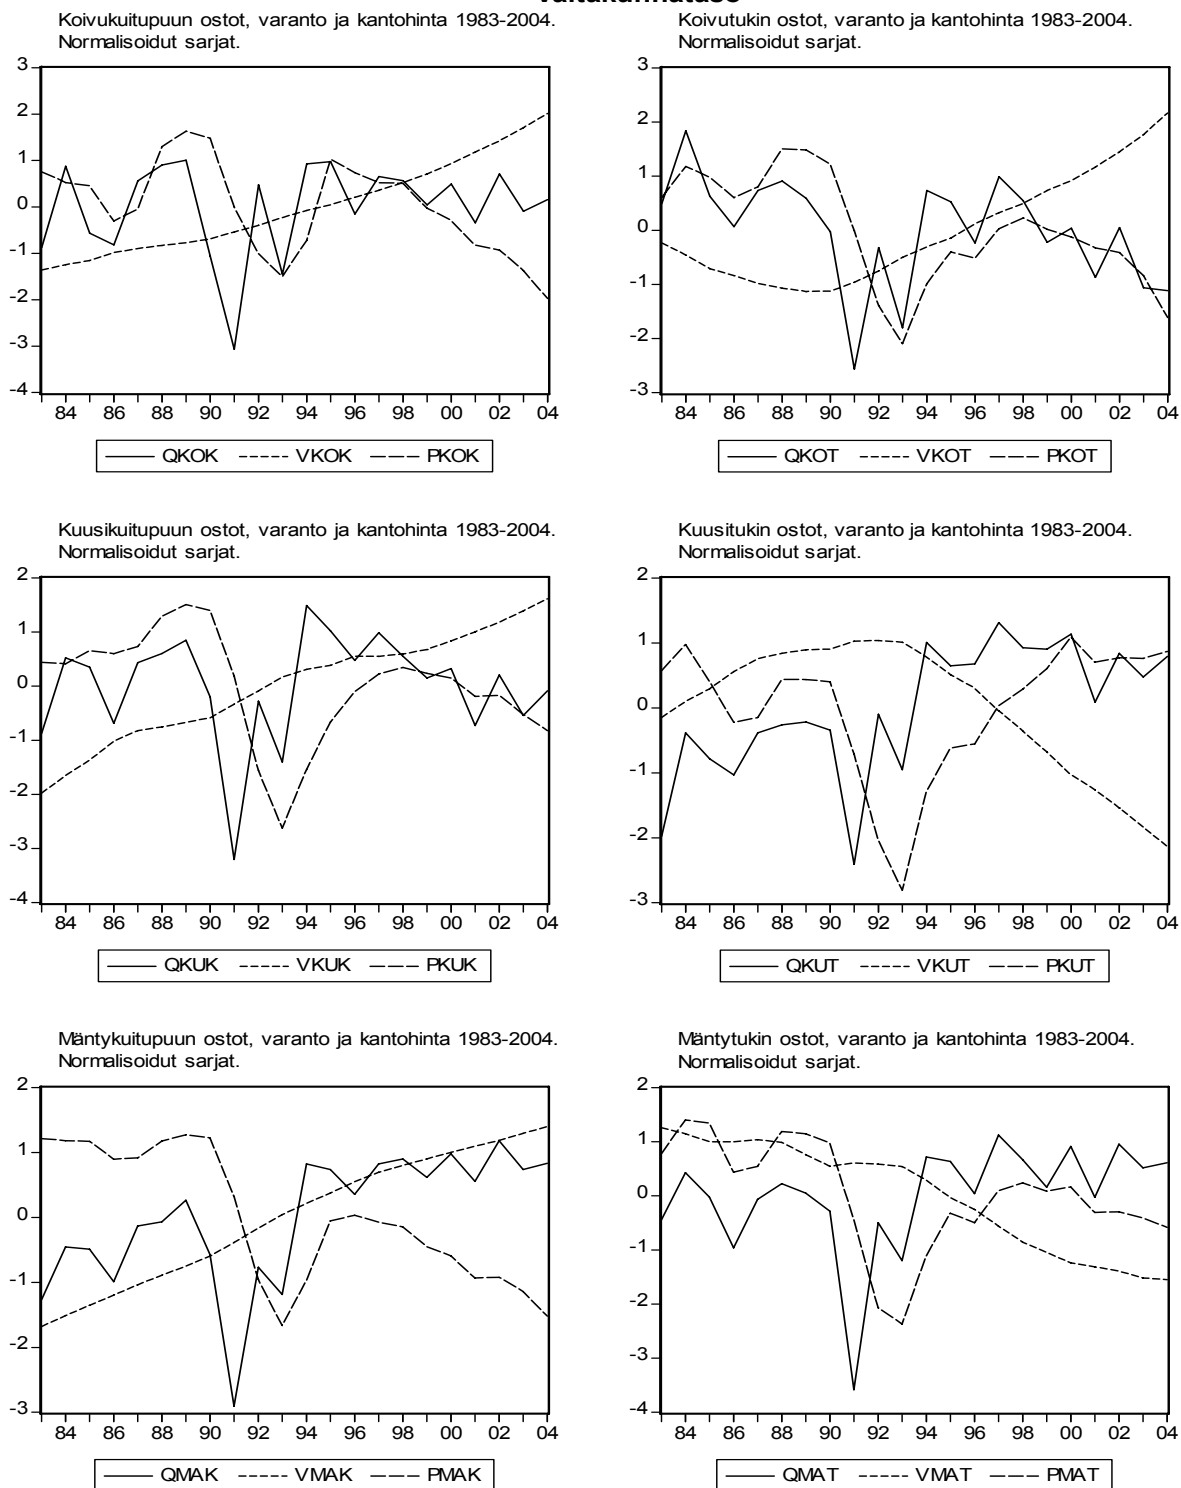 Koivukuitupuun ostot, varanto ja kantohinta 1983-2004.
Normalisoidut sarjat.
3
2
1
0
-1
-2
-3
-4
84 86 88 90 92 94 96 98 00 02 04
QKOK VKOK PKOK
Koivutukin ostot, varanto ja kantohinta 1983-2004.
Normalisoidut sarjat.
3
2
1
0
-1
-2
-3
84 86 88 90 92 94 96 98 00 02 04
QKOT VKOT PKOT
Kuusikuitupuun ostot, varanto ja kantohinta 1983-2004.
Normalisoidut sarjat.
2
1
0
-1
-2
-3
-4
84 86 88 90 92 94 96 98 00 02 04
QKUK VKUK PKUK
Kuusitukin ostot, varanto ja kantohinta 1983-2004.
Normalisoidut sarjat.
2
1
0
-1
-2
-3
84 86 88 90 92 94 96 98 00 02 04
QKUT VKUT PKUT
Mäntykuitupuun ostot, varanto ja kantohinta 1983-2004.
Normalisoidut sarjat.
2
1
0
-1
-2
-3
84 86 88 90 92 94 96 98 00 02 04
QMAK VMAK PMAK
Mäntytukin ostot, varanto ja kantohinta 1983-2004.
Normalisoidut sarjat.
2
1
0
-1
-2
-3
-4
84 86 88 90 92 94 96 98 00 02 04
QMAT VMAT PMAT